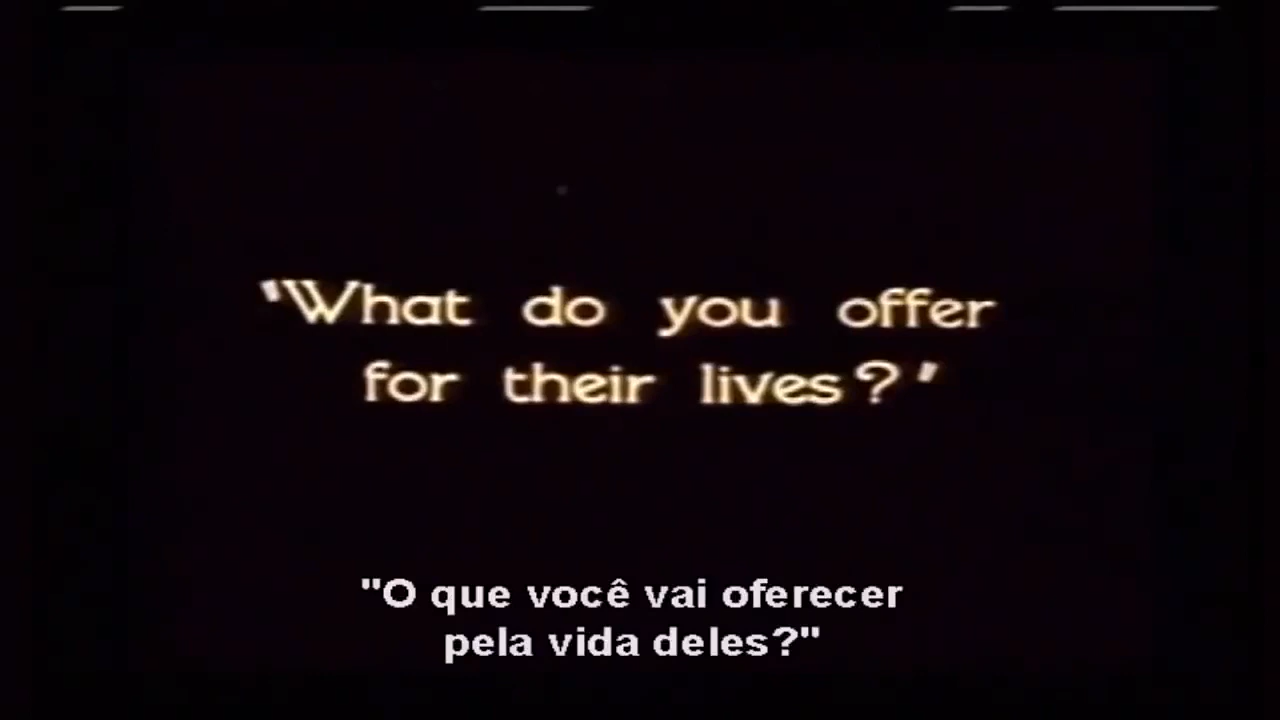 "What do you offer
for their lives?"
"O que você vai oferecer
pela vida deles?"